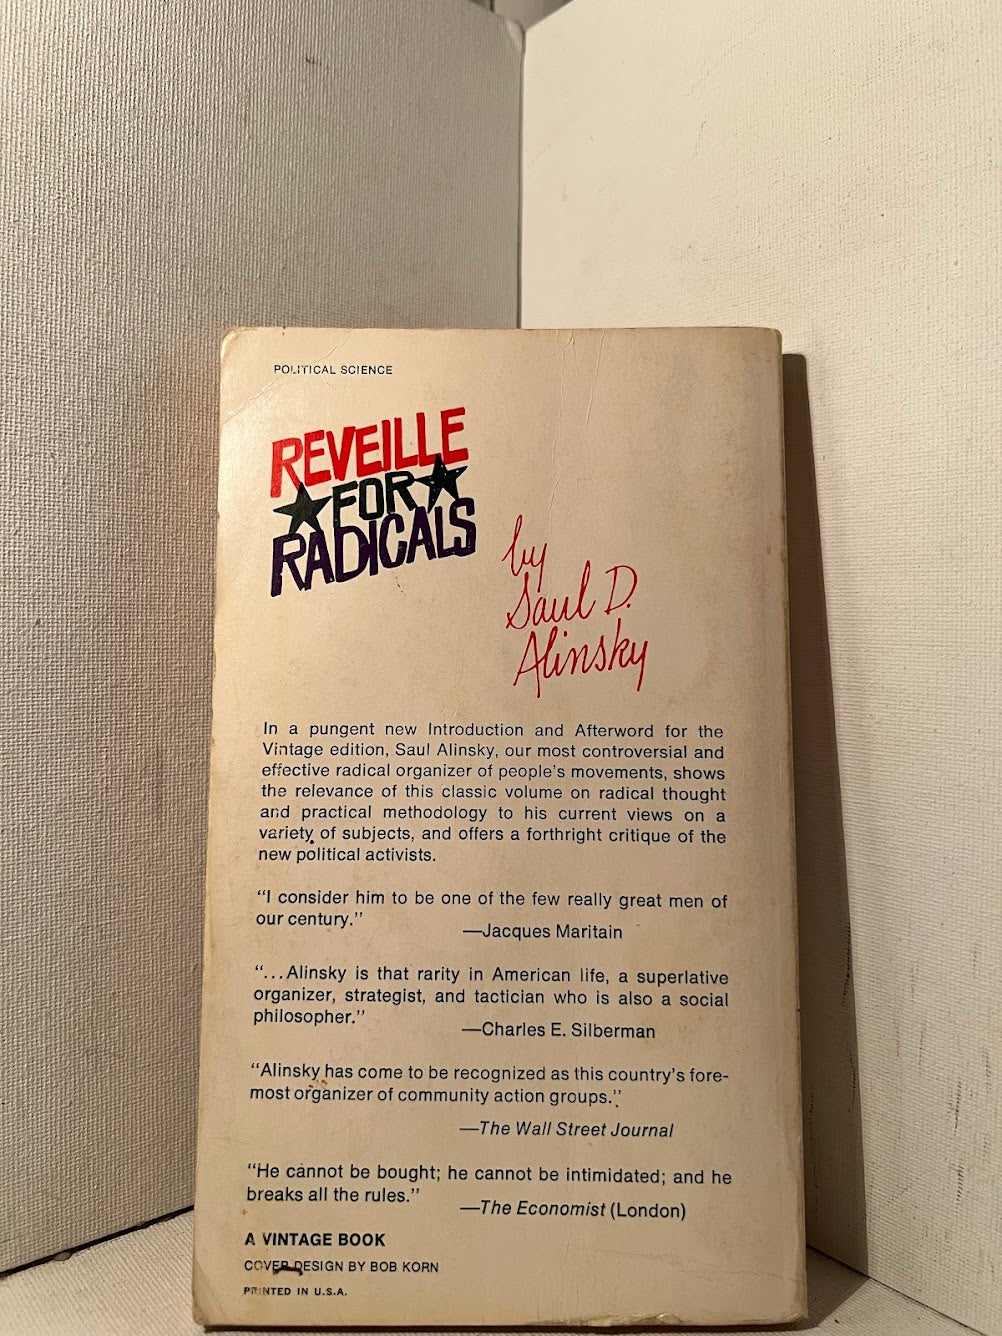 POLITICAL SCIENCE
REVEILLE
FOR
RADICALS
by
Saul D.
Alinsky
In a pungent new Introduction and Afterword for the
Vintage edition, Saul Alinsky, our most controversial and
effective radical organizer of people's movements, shows
the relevance of this classic volume on radical thought
and practical methodology to his current views on a
variety of subjects, and offers a forthright critique of the
new political activists.
“I consider him to be one of the few really great men of
our century.”
—Jacques Maritain
“...Alinsky is that rarity in American life, a superlative
organizer, strategist, and tactician who is also a social
philosopher.”
—Charles E. Silberman
“Alinsky has come to be recognized as this country's fore-
most organizer of community action groups.”
—The Wall Street Journal
“He cannot be bought; he cannot be intimidated; and he
breaks all the rules.”
—The Economist (London)
A VINTAGE BOOK
COVER DESIGN BY BOB KORN
PRINTED IN U.S.A.